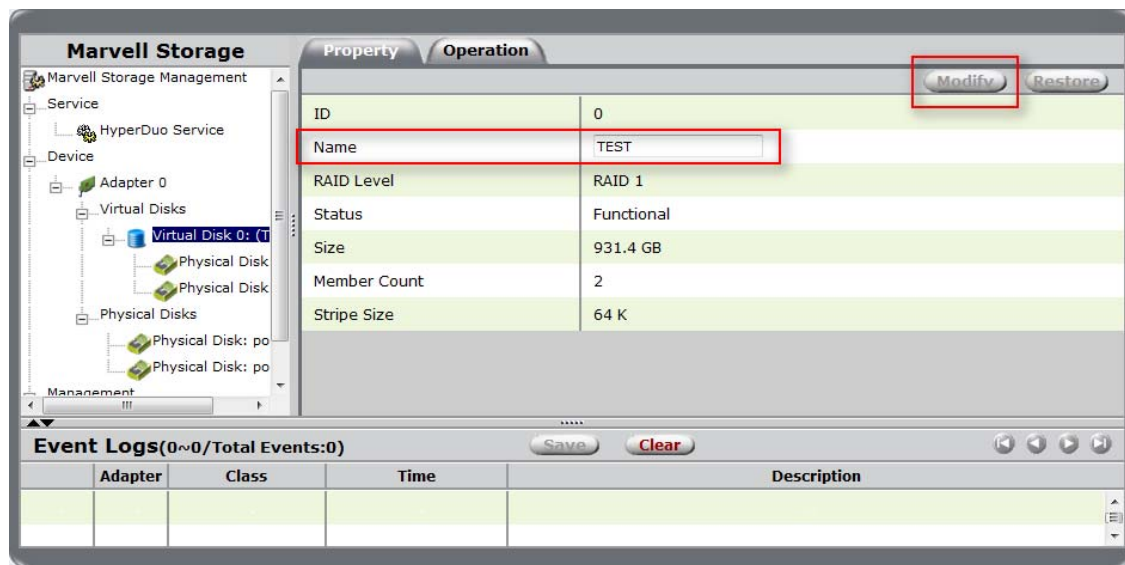 Marvell Storage
Property
Operation
Marvell Storage Management
Modify
Restore
Service
HyperDuo Service
Device
Adapter 0
Virtual Disks
Virtual Disk 0: (T
Physical Disk
Physical Disk
Physical Disks
Physical Disk: po
Physical Disk: po
Management
ID 0
Name TEST
RAID Level RAID 1
Status Functional
Size 931.4 GB
Member Count 2
Stripe Size 64 K
Event Logs(0~0/Total Events:0)
Save
Clear
Adapter Class Time Description